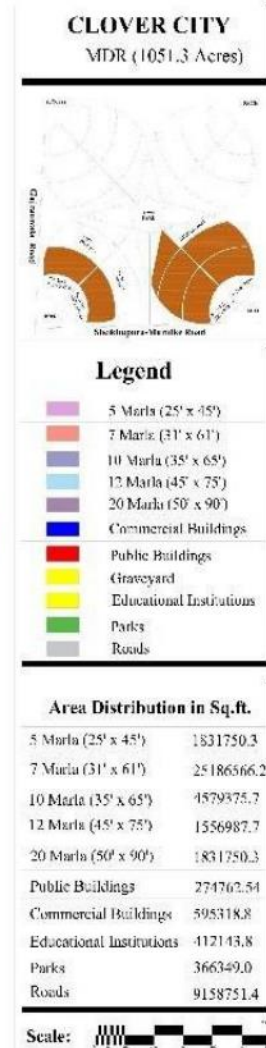 CLOVER CITY
MDR (1051.3 Acres)
Gujranwala Road
Sheikhupura-Muridke Road
Legend
5 Marla (25' x 45')
7 Marla (31' x 61')
10 Marla (35' x 65')
12 Marla (45' x 75')
20 Marla (50' x 90')
Commercial Buildings
Public Buildings
Graveyard
Educational Institutions
Parks
Roads
Area Distribution in Sq.ft.
5 Marla (25' x 45') 1831750.3
7 Marla (31' x 61') 25186566.2
10 Marla (35' x 65') 4579375.7
12 Marla (45' x 75') 1556987.7
20 Marla (50' x 90') 1831750.3
Public Buildings 274762.54
Commercial Buildings 595318.8
Educational Institutions 412143.8
Parks 366349.0
Roads 9158751.4
Scale: